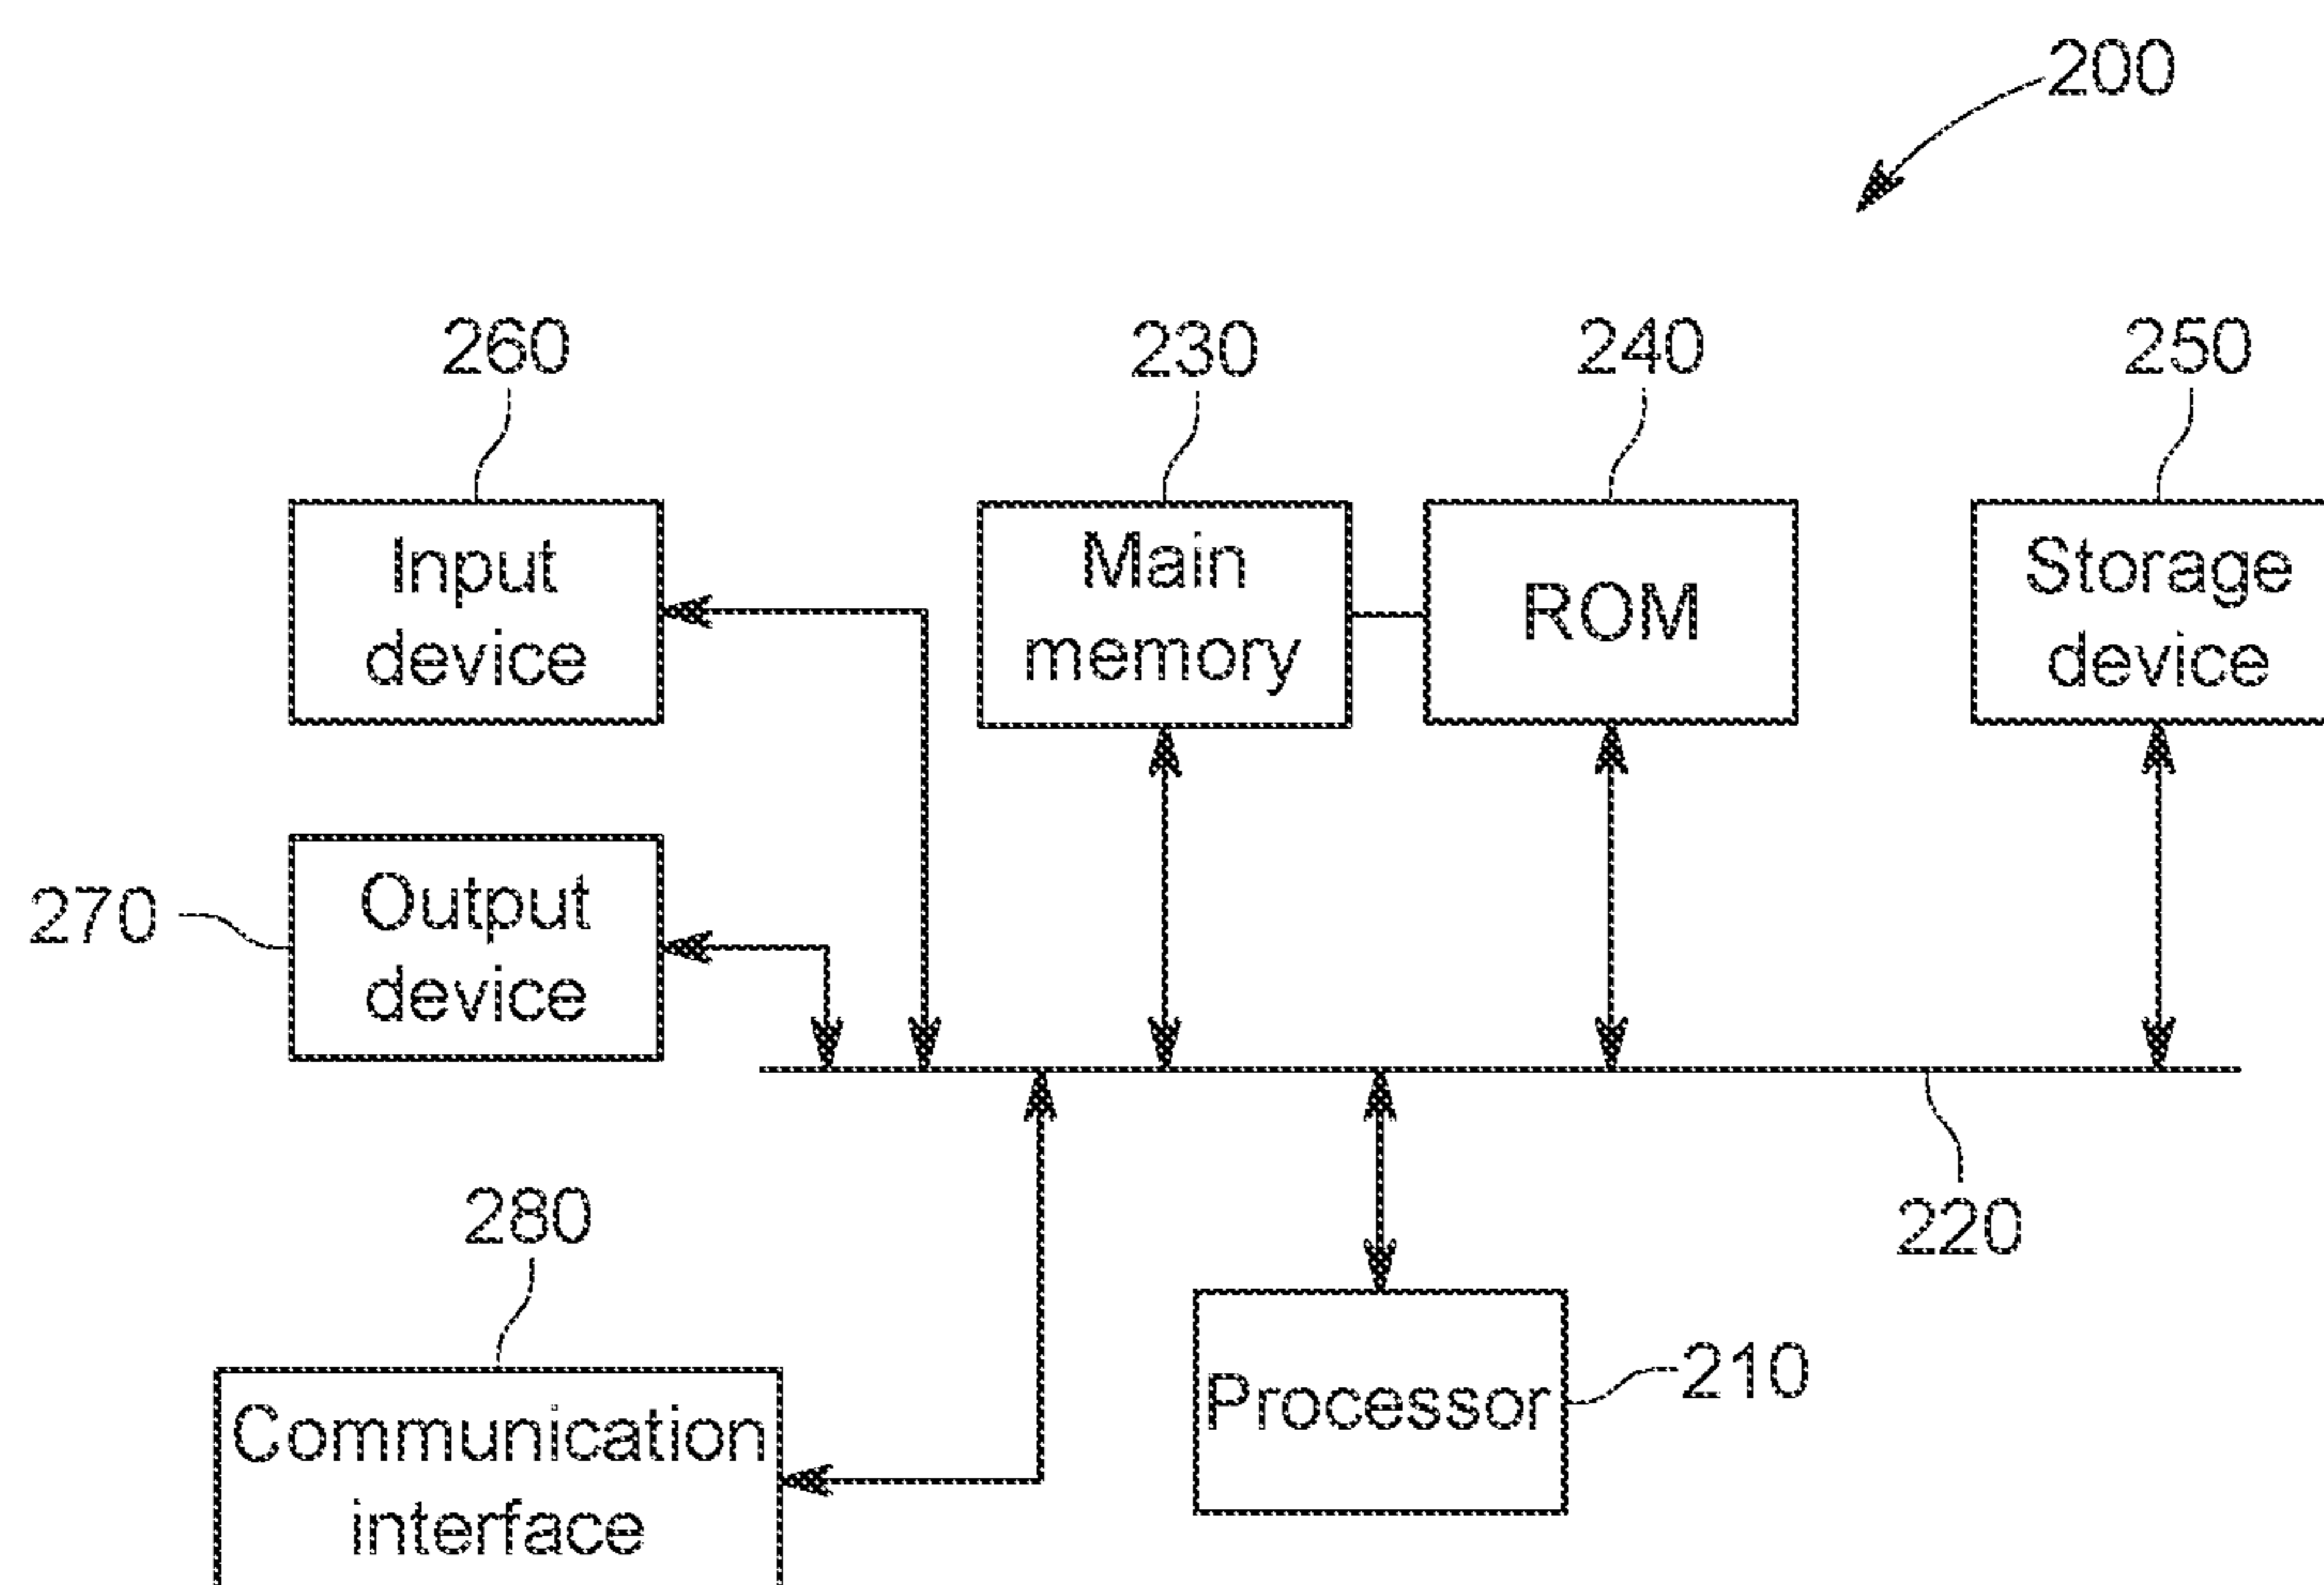 200
260
230
240
250
Input
device
Main
memory
ROM
Storage
device
270
Output
device
280
220
Communication
interface
Processor
210